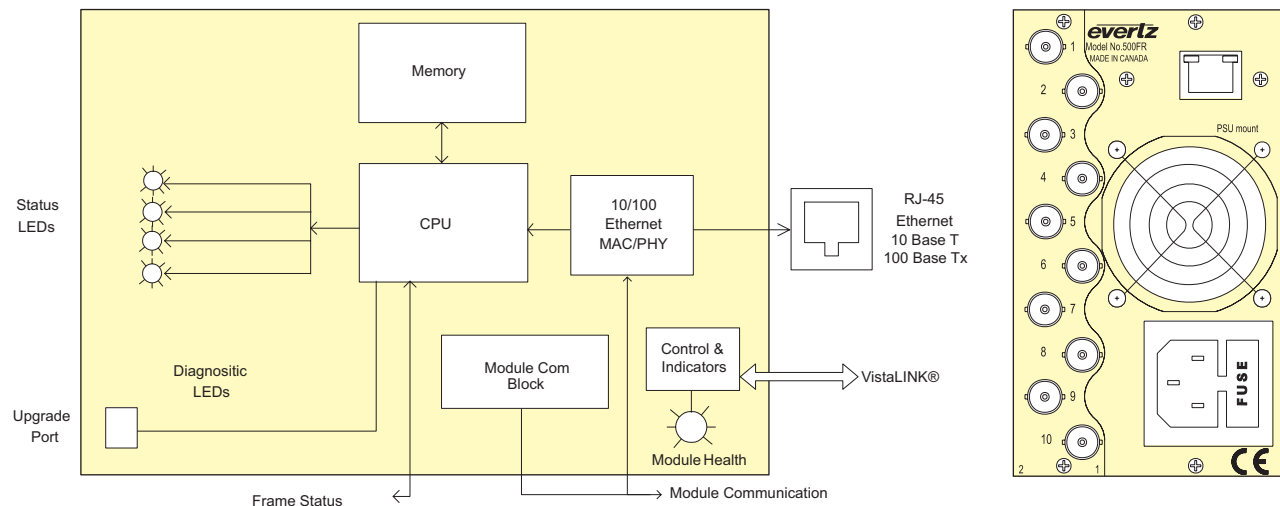 Memory
Status
LEDs
CPU
10/100
Ethernet
MAC/PHY
RJ-45
Ethernet
10 Base T
100 Base Tx
Diagnositic
LEDs
Module Com
Block
Control &
Indicators
VistaLINK®
Upgrade
Port
Module Health
Frame Status
Module Communication
evertz
Model No.500FR
MADE IN CANADA
1
2
3
PSU mount
4
5
6
7
8
9
10
FUSE
2
1
CE